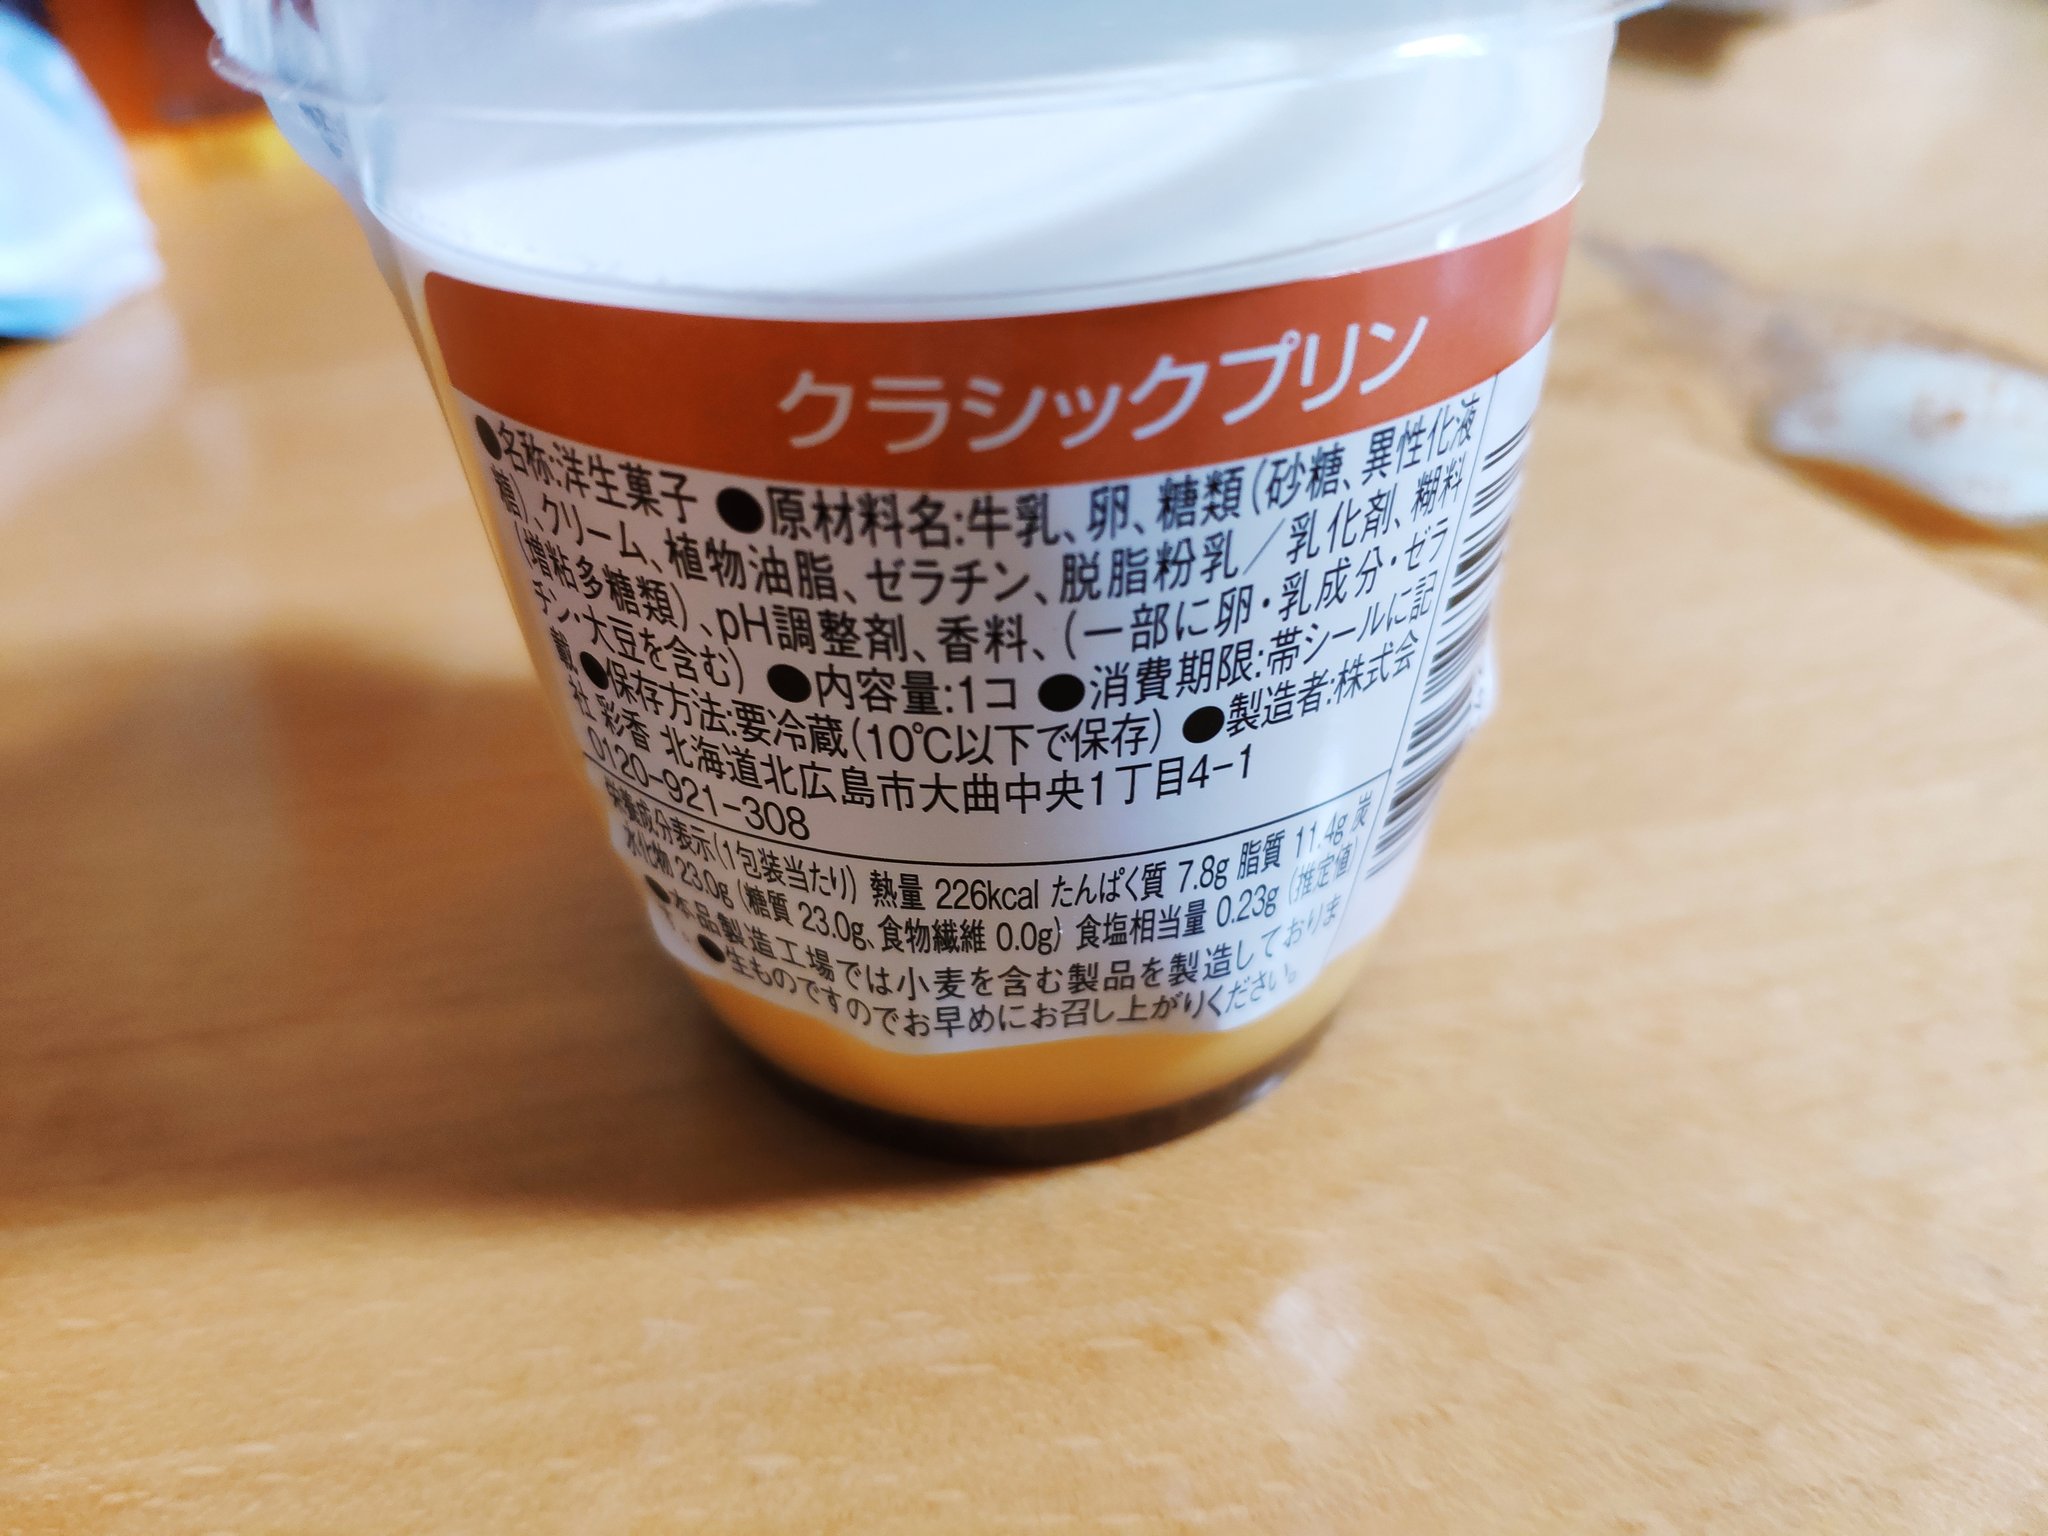 クラシックプリン
●名称:洋生菓子 ●原材料名:牛乳、卵、糖類(砂糖、異性化液
糖)、クリーム、植物油脂、ゼラチン、脱脂粉乳／乳化剤、糊料
(増粘多糖類)、pH調整剤、香料、(一部に卵・乳成分・ゼラ
チン・大豆を含む) ●内容量:1コ ●消費期限:帯シールに記
載 ●保存方法:要冷蔵(10℃以下で保存) ●製造者:株式会
社 彩香 北海道北広島市大曲中央1丁目4-1
0120-921-308
栄養成分表示(1包装当たり) 熱量 226kcal たんぱく質 7.8g 脂質 11.4g 炭
水化物 23.0g (糖質 23.0g、食物繊維 0.0g) 食塩相当量 0.23g (推定値)
●本品製造工場では小麦を含む製品を製造しておりま
す。 ●生ものですのでお早めにお召し上がりください。